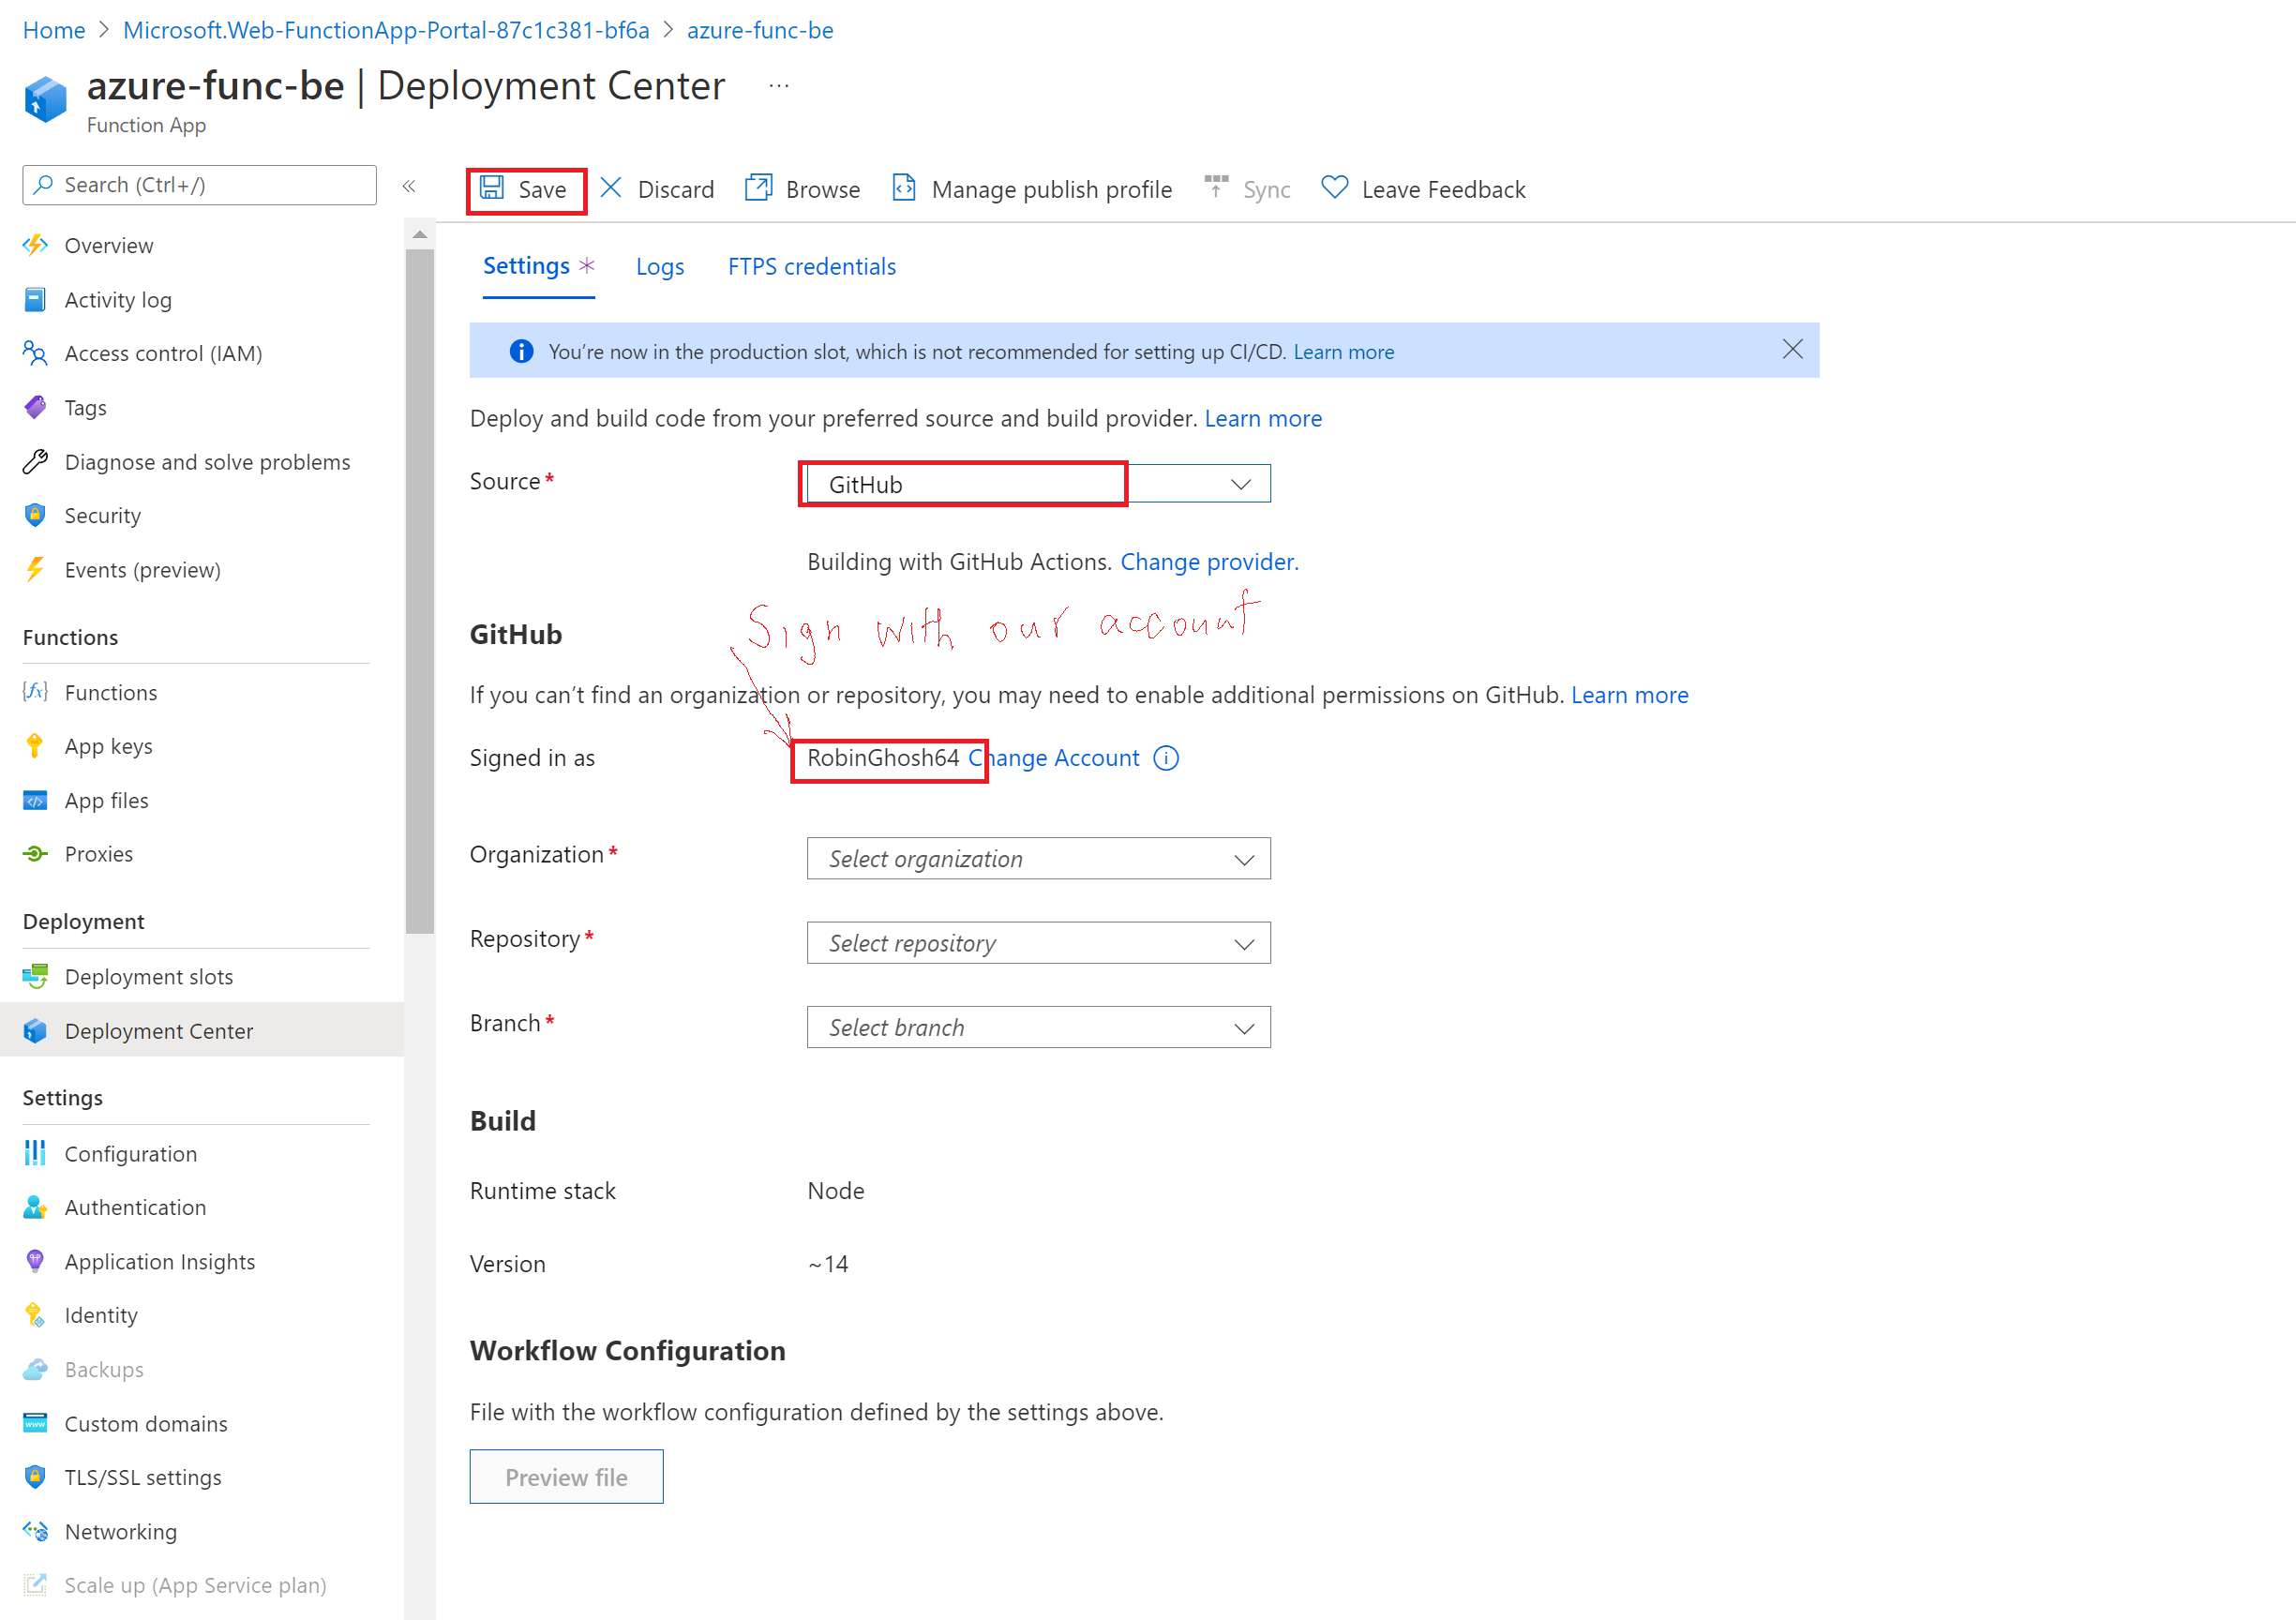 Home > Microsoft.Web-FunctionApp-Portal-87c1c381-bf6a > azure-func-be
azure-func-be | Deployment Center ...
Function App
Search (Ctrl+/) «
Save Discard Browse Manage publish profile Sync Leave Feedback
Overview
Activity log
Access control (IAM)
Tags
Diagnose and solve problems
Security
Events (preview)
Functions
Functions
App keys
App files
Proxies
Deployment
Deployment slots
Deployment Center
Settings
Configuration
Authentication
Application Insights
Identity
Backups
Custom domains
TLS/SSL settings
Networking
Scale up (App Service plan)
Settings * Logs FTPS credentials
You're now in the production slot, which is not recommended for setting up CI/CD. Learn more
Deploy and build code from your preferred source and build provider. Learn more
Source* GitHub
Building with GitHub Actions. Change provider.
Sign with our account
GitHub
If you can't find an organization or repository, you may need to enable additional permissions on GitHub. Learn more
Signed in as RobinGhosh64 Change Account
Organization* Select organization
Repository* Select repository
Branch* Select branch
Build
Runtime stack Node
Version ~14
Workflow Configuration
File with the workflow configuration defined by the settings above.
Preview file